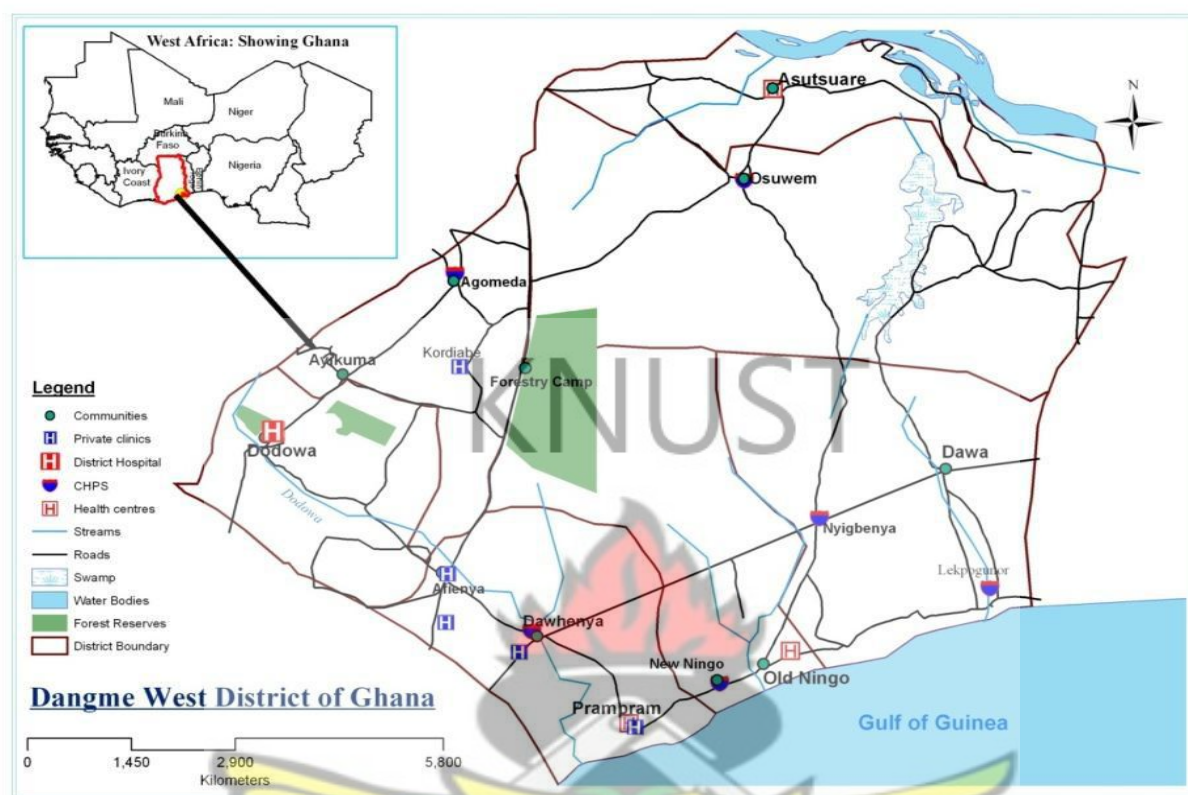 West Africa: Showing Ghana
Mali
Niger
Burkina
Faso
Nigeria
Ivory
Coast
Benin
N
Asutsuare
Osuwem
Agomeda
Ayikuma
Kordiabe
Forestry Camp
KNUST
Dodowa
Dodowa
Dawa
Nyigbenya
Lekpogunor
Afienya
Dawhenya
New Ningo
Old Ningo
Prampram
Gulf of Guinea
Legend
Communities
H Private clinics
H District Hospital
CHPS
H Health centres
Streams
Roads
Swamp
Water Bodies
Forest Reserves
District Boundary
Dangme West District of Ghana
0 1,450 2,900 5,800
Kilometers